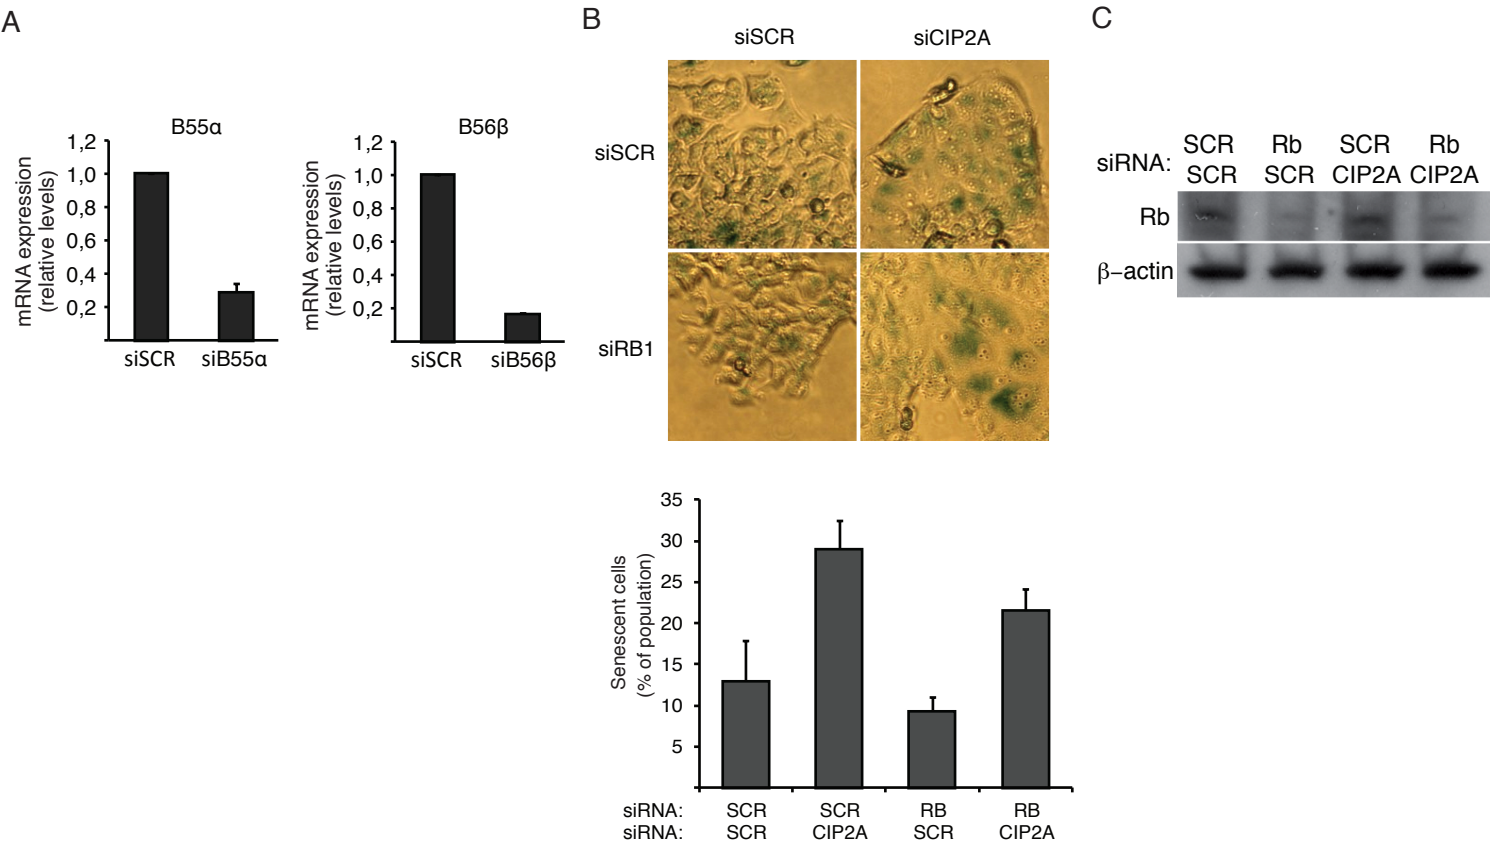 A
B55α
mRNA expression
(relative levels)
1,2
1,0
0,8
0,6
0,4
0,2
siSCR siB55α
B56β
mRNA expression
(relative levels)
1,2
1,0
0,8
0,6
0,4
0,2
siSCR siB56β
B
siSCR siCIP2A
siSCR
siRB1
Senescent cells
(% of population)
35
30
25
20
15
10
5
siRNA: SCR SCR RB RB
siRNA: SCR CIP2A SCR CIP2A
C
siRNA:
SCR Rb SCR Rb
SCR SCR CIP2A CIP2A
Rb
β−actin